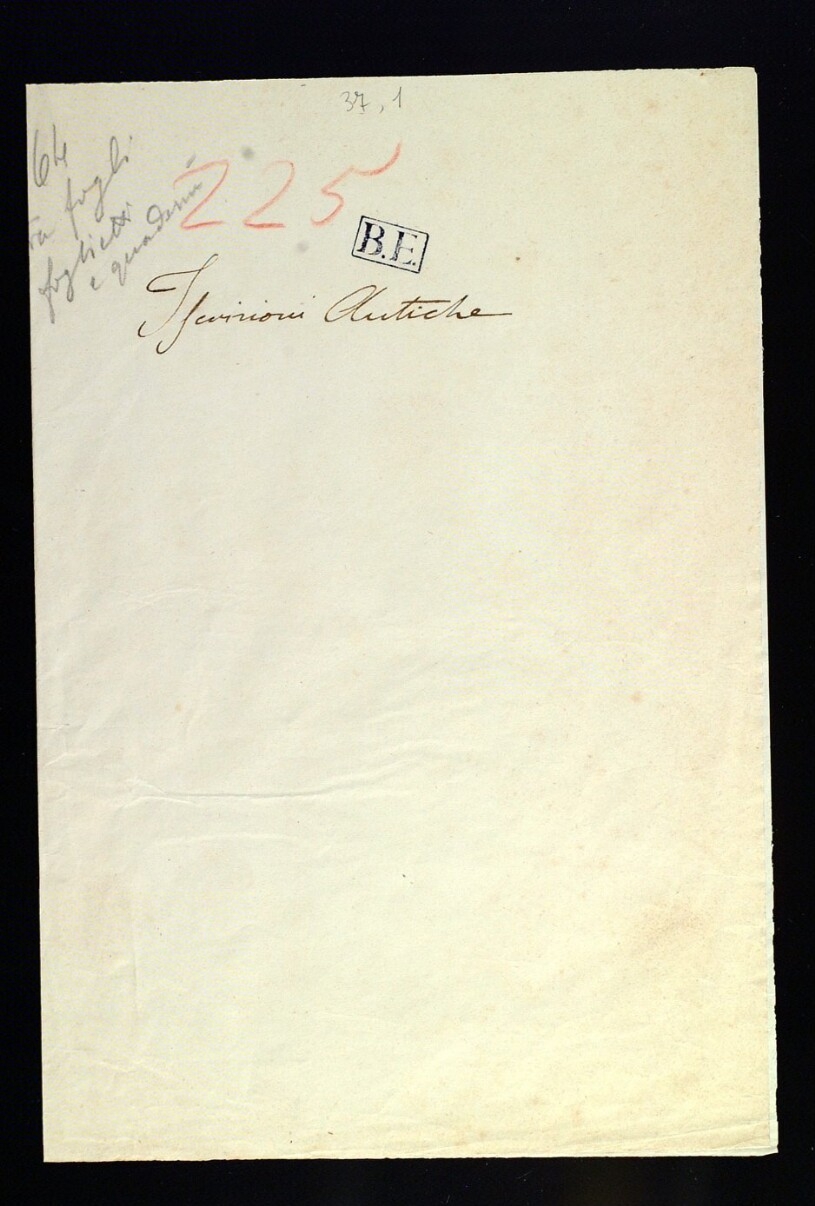 37, 1
64
fra fogli
foglietti
e quaderni
225
B.E.
Iscrizioni Antiche